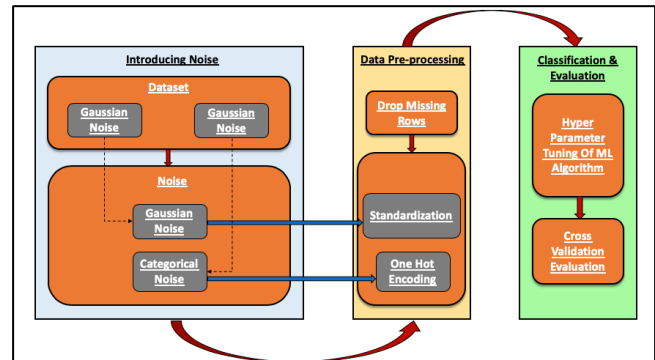 Introducing Noise
Dataset
Gaussian
Noise
Gaussian
Noise
Noise
Gaussian
Noise
Categorical
Noise
Data Pre-processing
Drop Missing
Rows
Standardization
One Hot
Encoding
Classification &
Evaluation
Hyper
Parameter
Tuning Of ML
Algorithm
Cross
Validation
Evaluation